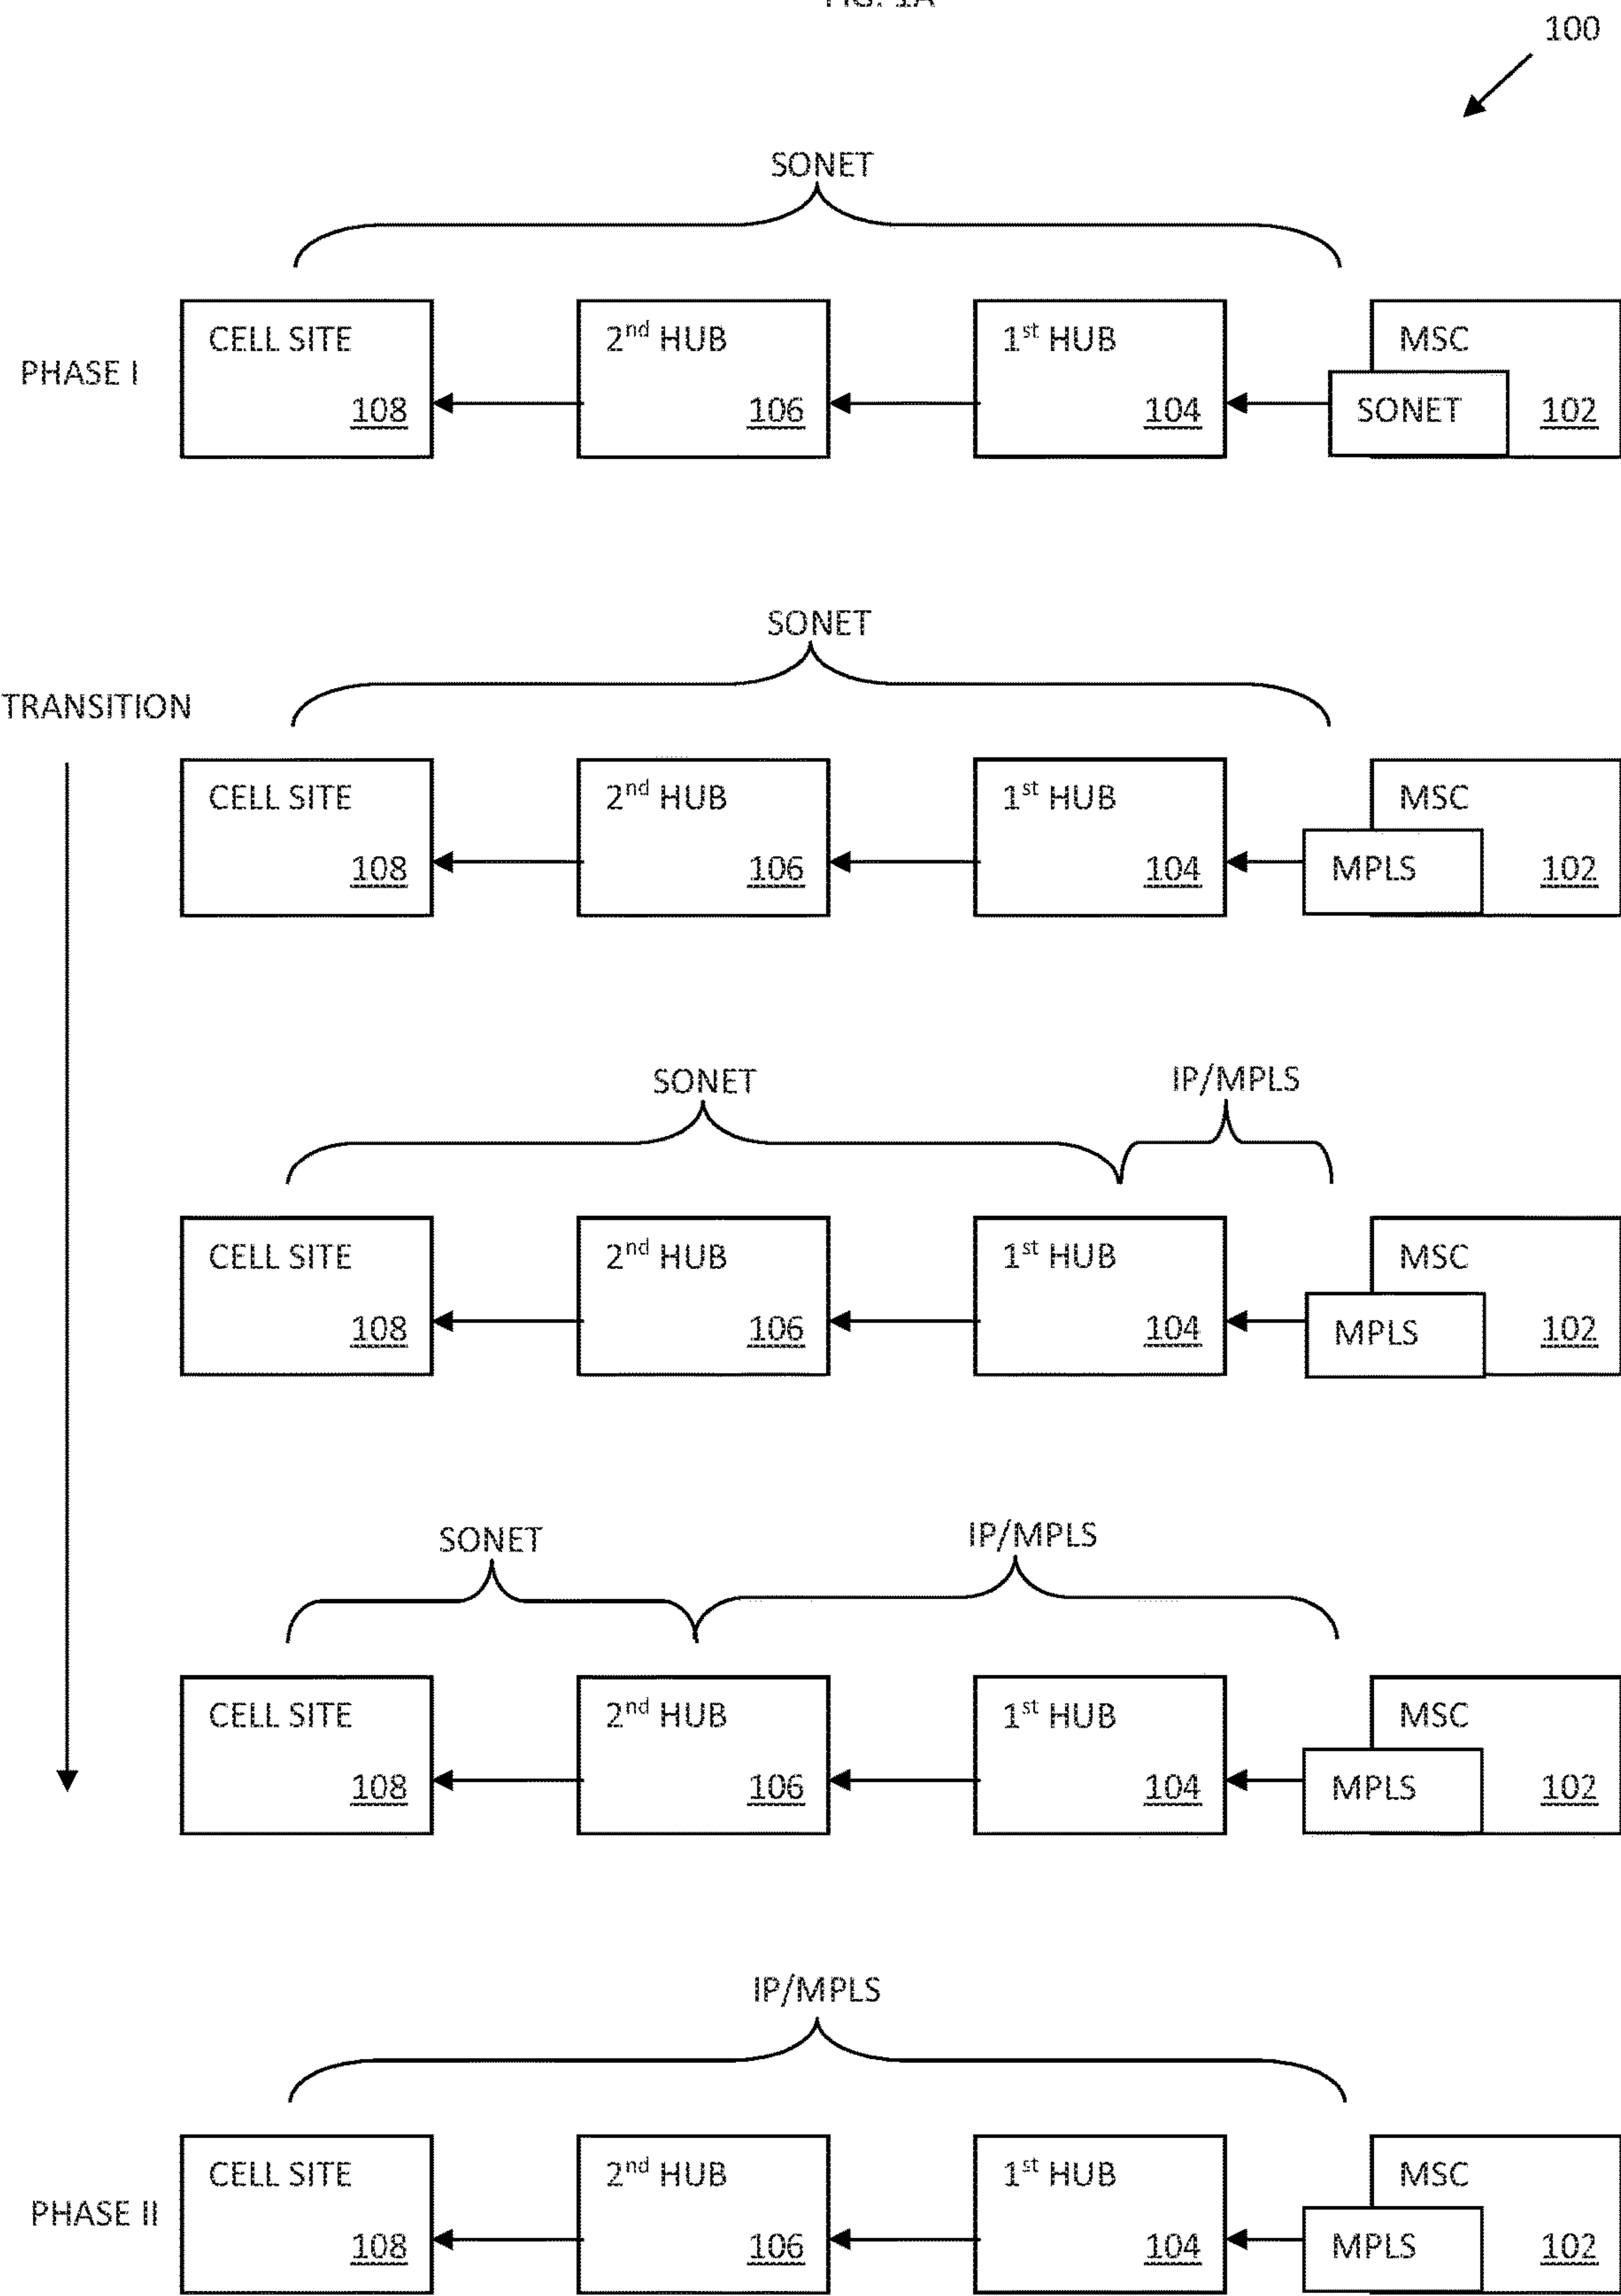 FIG. 1A
100
SONET
PHASE I
CELL SITE 2nd HUB 1st HUB MSC
108 106 104 SONET 102
SONET
TRANSITION
CELL SITE 2nd HUB 1st HUB MSC
108 106 104 MPLS 102
SONET IP/MPLS
CELL SITE 2nd HUB 1st HUB MSC
108 106 104 MPLS 102
SONET IP/MPLS
CELL SITE 2nd HUB 1st HUB MSC
108 106 104 MPLS 102
IP/MPLS
PHASE II
CELL SITE 2nd HUB 1st HUB MSC
108 106 104 MPLS 102